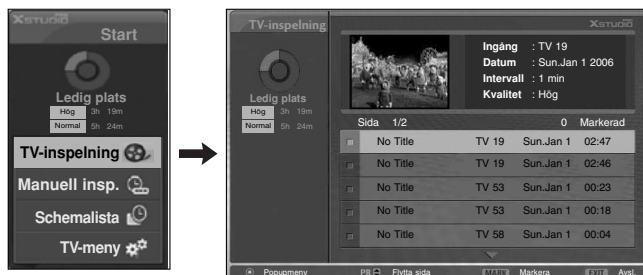 XSTUDIO
Start
Ledig plats
Hög 3h 19m
Normal 5h 24m
TV-inspelning
Manuell insp.
Schemalista
TV-meny
TV-inspelning
XSTUDIO
Ledig plats
Hög 3h 19m
Normal 5h 24m
Ingång : TV 19
Datum : Sun.Jan 1 2006
Intervall : 1 min
Kvalitet : Hög
Sida 1/2 0 Markerad
No Title TV 19 Sun.Jan 1 02:47
No Title TV 19 Sun.Jan 1 02:46
No Title TV 53 Sun.Jan 1 00:23
No Title TV 53 Sun.Jan 1 00:18
No Title TV 58 Sun.Jan 1 00:04
Popupmeny PR Flytta sida MARK Markera EXIT Avsl.